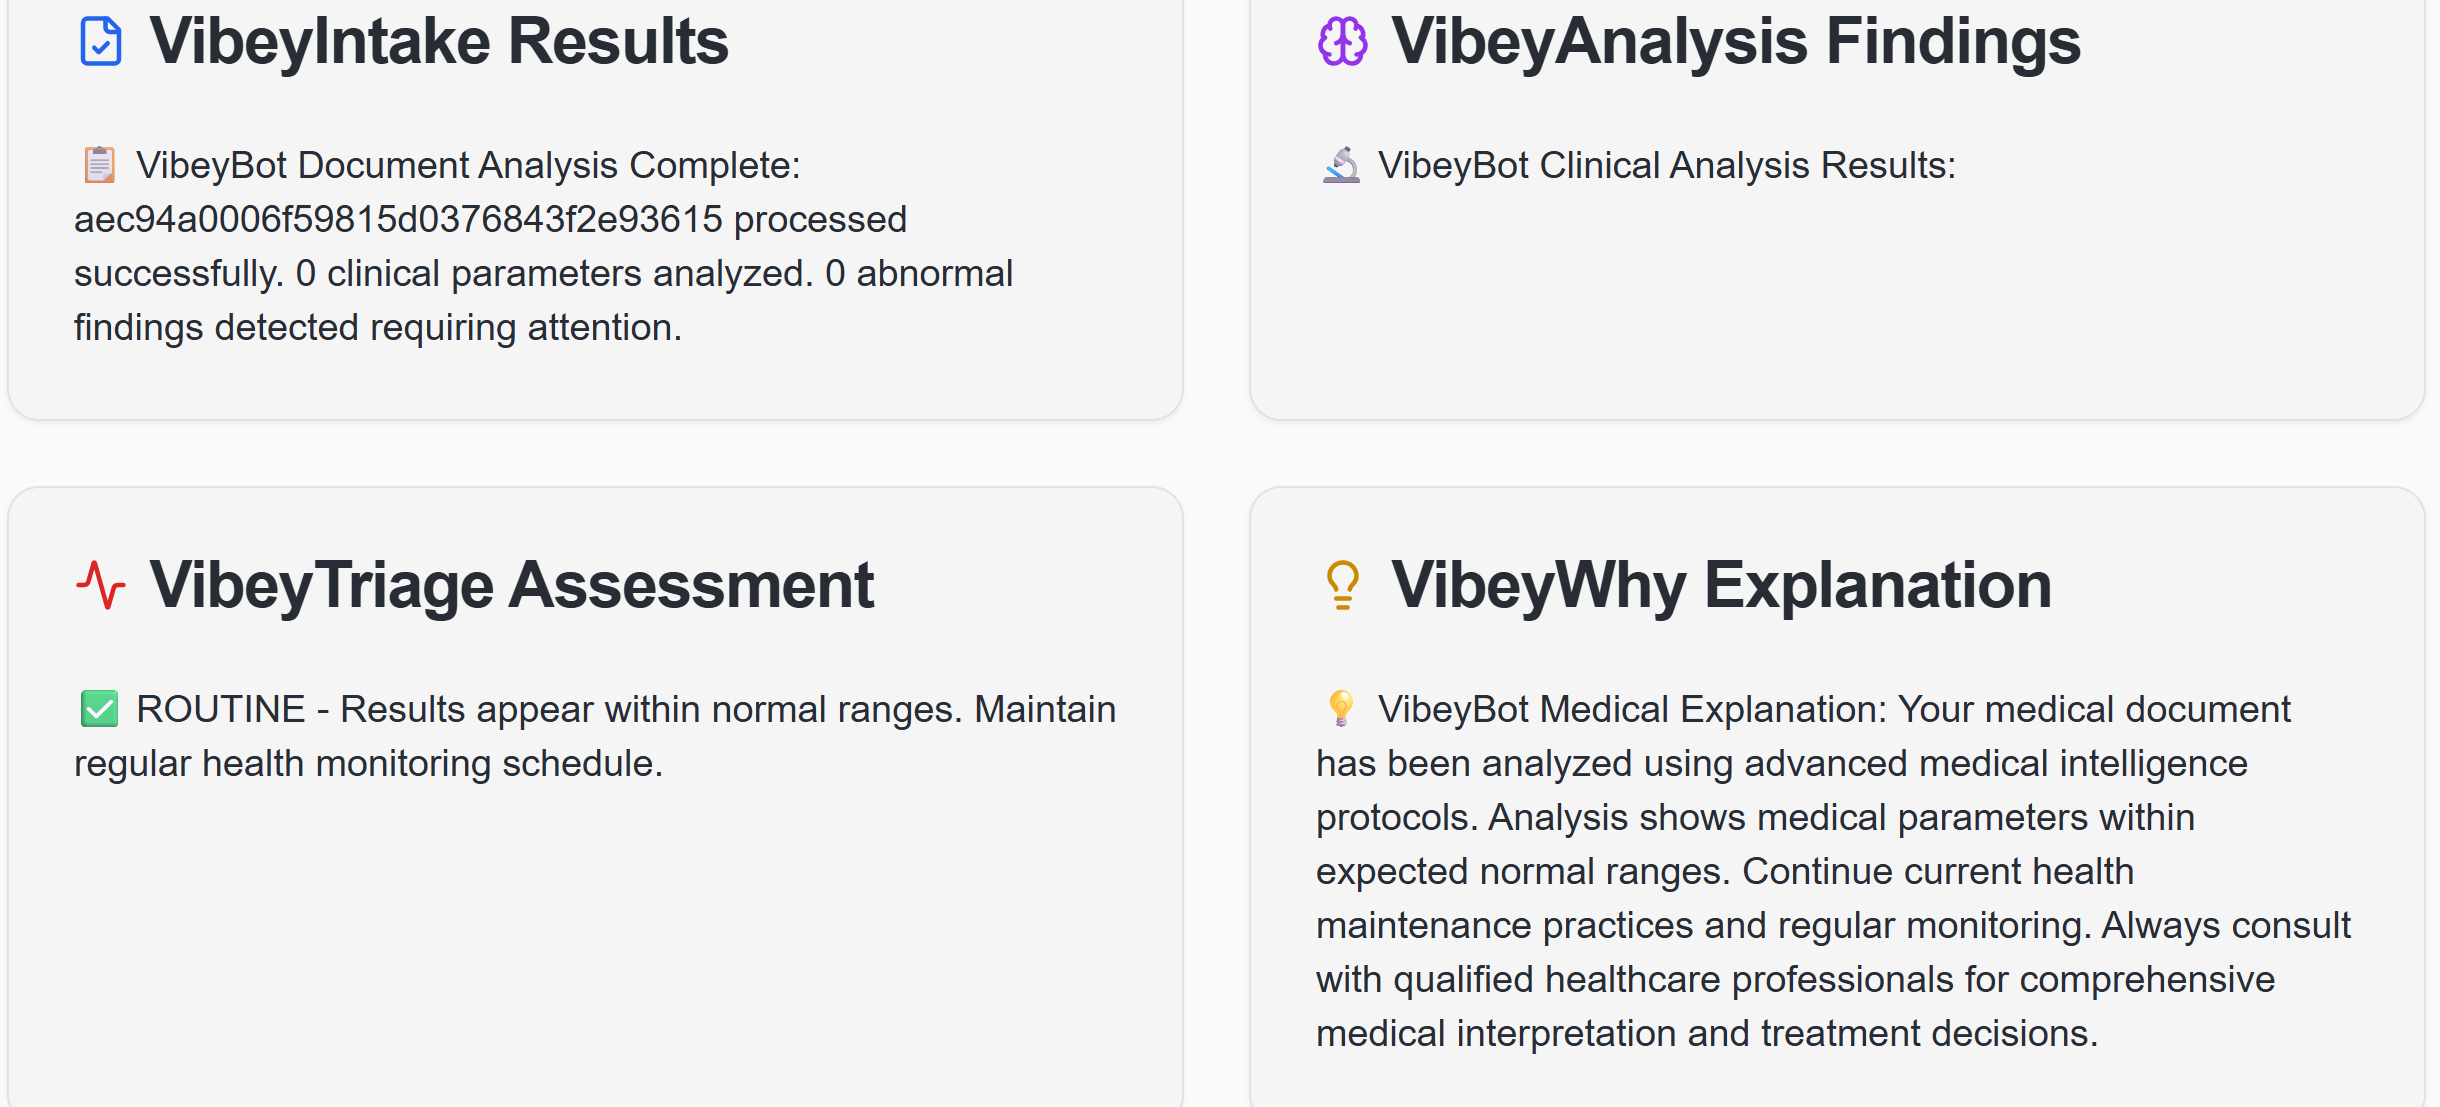 VibeyIntake Results
📋 VibeyBot Document Analysis Complete:
aec94a0006f59815d0376843f2e93615 processed
successfully. 0 clinical parameters analyzed. 0 abnormal
findings detected requiring attention.
VibeyAnalysis Findings
🔬 VibeyBot Clinical Analysis Results:
VibeyTriage Assessment
✅ ROUTINE - Results appear within normal ranges. Maintain
regular health monitoring schedule.
VibeyWhy Explanation
💡 VibeyBot Medical Explanation: Your medical document
has been analyzed using advanced medical intelligence
protocols. Analysis shows medical parameters within
expected normal ranges. Continue current health
maintenance practices and regular monitoring. Always consult
with qualified healthcare professionals for comprehensive
medical interpretation and treatment decisions.